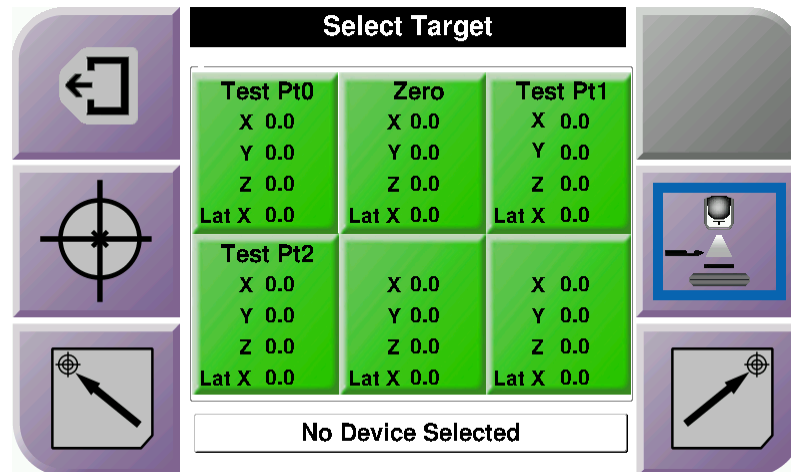 Select Target
Test Pt0 Zero Test Pt1
X 0.0 X 0.0 X 0.0
Y 0.0 Y 0.0 Y 0.0
Z 0.0 Z 0.0 Z 0.0
Lat X 0.0 Lat X 0.0 Lat X 0.0
Test Pt2
X 0.0 X 0.0 X 0.0
Y 0.0 Y 0.0 Y 0.0
Z 0.0 Z 0.0 Z 0.0
Lat X 0.0 Lat X 0.0 Lat X 0.0
No Device Selected